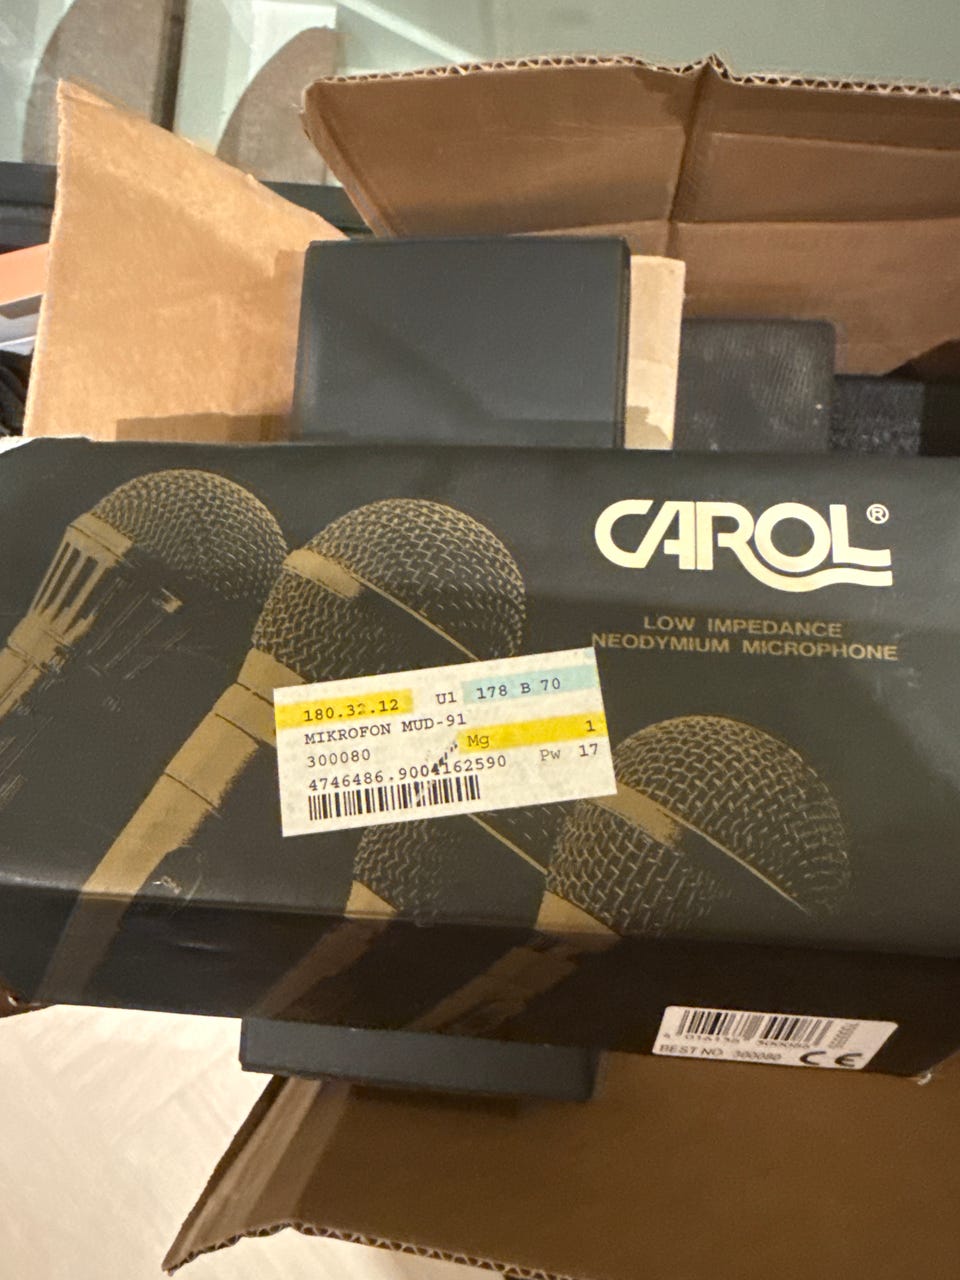 CAROL®
LOW IMPEDANCE
NEODYMIUM MICROPHONE
180.32.12 U1 178 B 70
MIKROFON MUD-91
Mg 1
300080 Pw 17
4746486.9004162590
BEST NO. 300080 CE